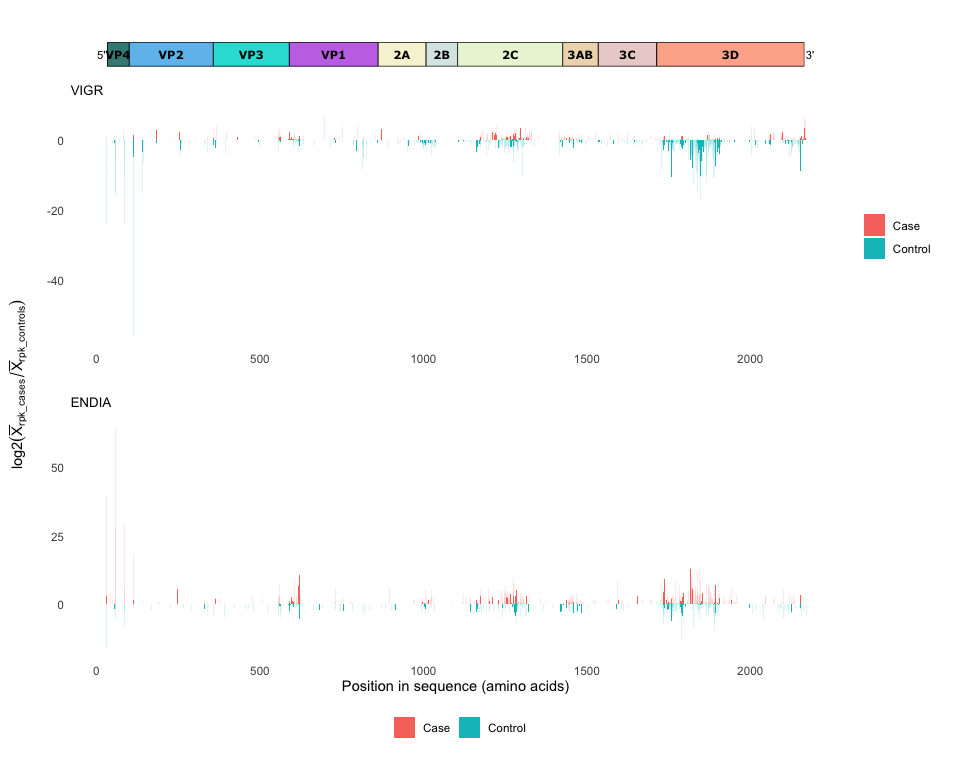 5' VP4 VP2 VP3 VP1 2A 2B 2C 3AB 3C 3D 3'
VIGR
0
-20
-40
0 500 1000 1500 2000
Case
Control
log2(X̅rpk_cases/X̅rpk_controls)
ENDIA
50
25
0
0 500 1000 1500 2000
Position in sequence (amino acids)
Case Control